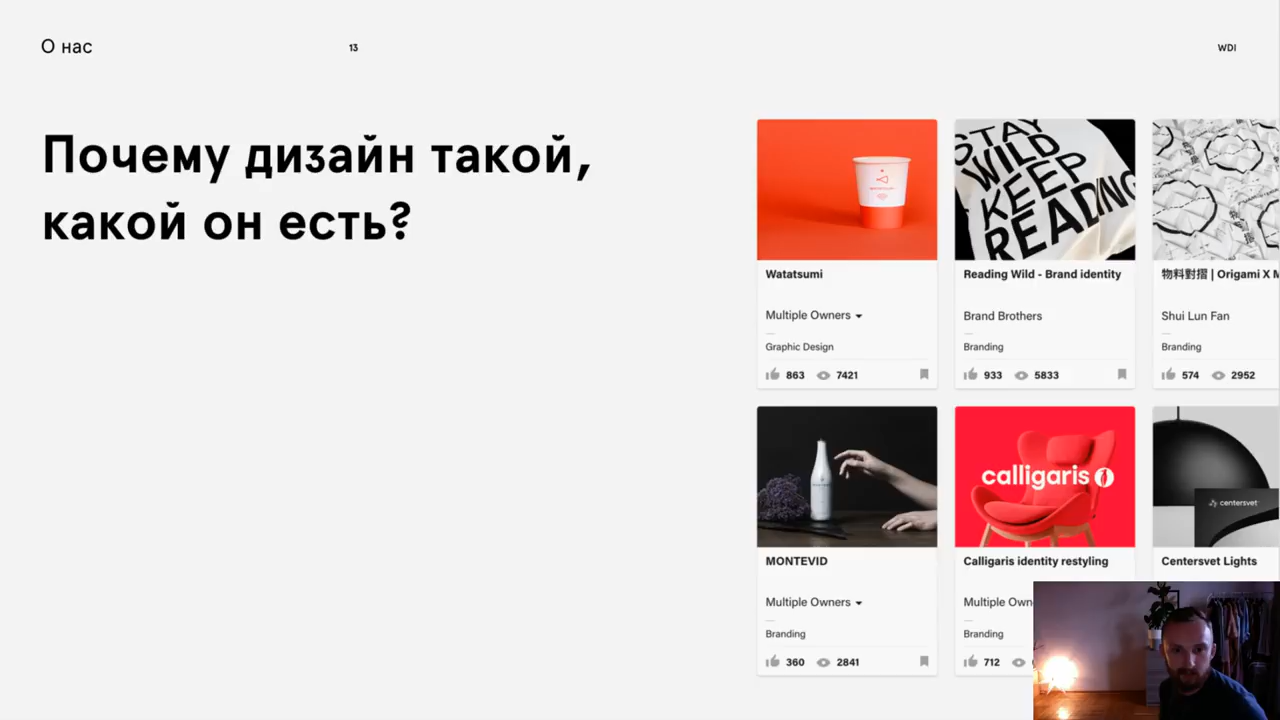 О нас
13
WDI
Почему дизайн такой,
какой он есть?
STAY
WILD
KEEP
READING
Watatsumi
Multiple Owners
Graphic Design
863 7421
Reading Wild - Brand identity
Brand Brothers
Branding
933 5833
物料對摺 | Origami X M
Shui Lun Fan
Branding
574 2952
MONTEVID
Multiple Owners
Branding
360 2841
calligaris
Calligaris identity restyling
Multiple Own
Branding
712
centersvet
Centersvet Lights